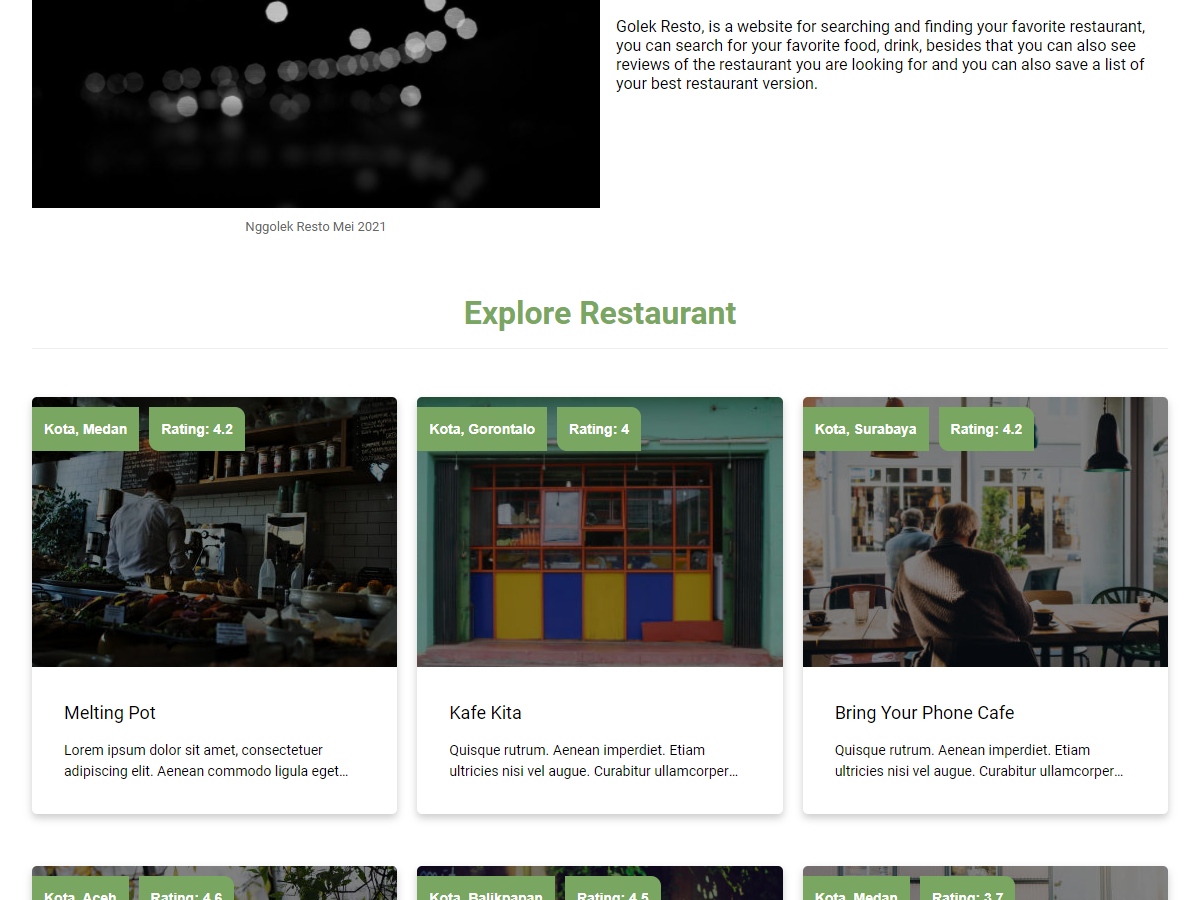 Golek Resto, is a website for searching and finding your favorite restaurant,
you can search for your favorite food, drink, besides that you can also see
reviews of the restaurant you are looking for and you can also save a list of
your best restaurant version.
Nggolek Resto Mei 2021
Explore Restaurant
Kota, Medan
Rating: 4.2
Melting Pot
Lorem ipsum dolor sit amet, consectetuer
adipiscing elit. Aenean commodo ligula eget...
Kota, Gorontalo
Rating: 4
Kafe Kita
Quisque rutrum. Aenean imperdiet. Etiam
ultricies nisi vel augue. Curabitur ullamcorper...
Kota, Surabaya
Rating: 4.2
Bring Your Phone Cafe
Quisque rutrum. Aenean imperdiet. Etiam
ultricies nisi vel augue. Curabitur ullamcorper...
Kota, Aceh
Rating: 4.6
Kota, Balikpapan
Rating: 4.5
Kota, Medan
Rating: 3.7